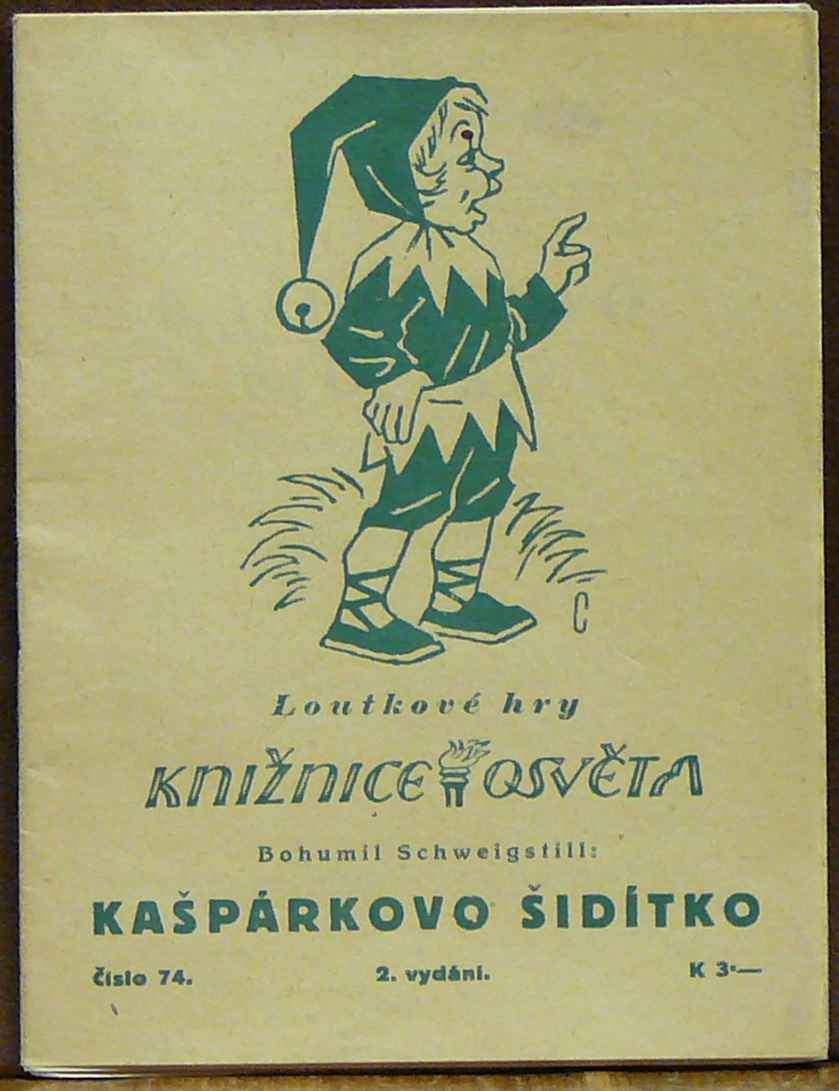 C
Loutkové hry
KNIŽNICE OSVĚTA
Bohumil Schweigstill:
KAŠPÁRKOVO ŠIDÍTKO
číslo 74. 2. vydání. K 3·—